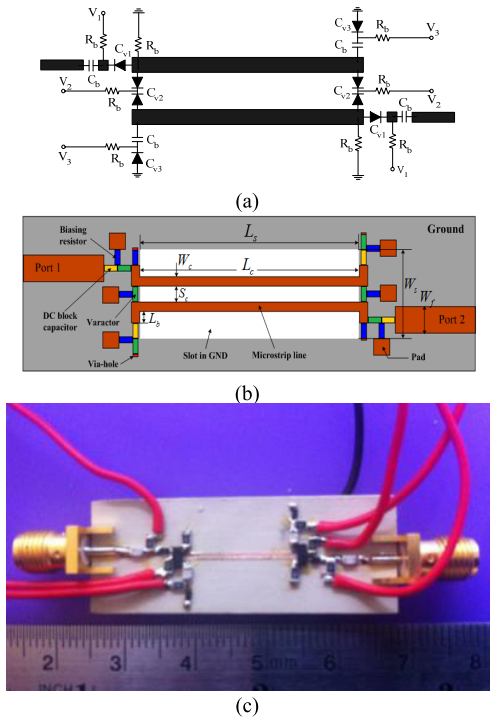 V1
Rb
Cv1
Rb
Cb
V2
Rb
Cv2
Cv3
Cb
Rb
V3
Cv2
Rb
V2
Cb
Rb
V3
Cv3
Cv1
Cb
Rb
Rb
V1
(a)
Biasing resistor
Ls
Ground
Port 1
Wc
Lc
Ws
Wf
DC block capacitor
Sc
Varactor
Lb
Port 2
Slot in GND
Microstrip line
Via-hole
Pad
(b)
2 3 4 5 mm 6 7 8
INCH 1
(c)